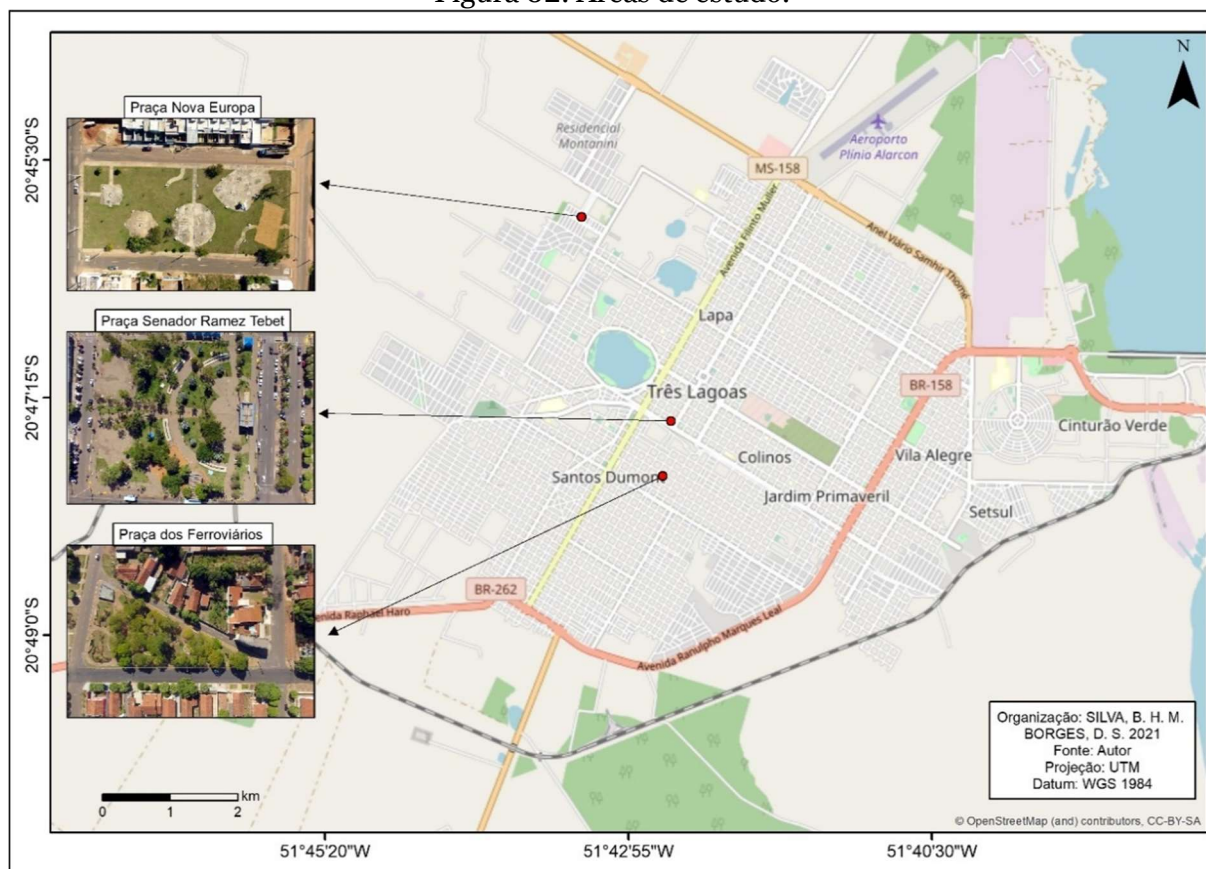 Figura 02: Áreas de estudo.
N
Praça Nova Europa
Praça Senador Ramez Tebet
Praça dos Ferroviários
20°45'30"S
20°47'15"S
20°49'0"S
Residencial
Montanini
Aeroporto
Plínio Alarcon
MS-158
Avenida Filinto Muller
Anel Viário Samhir Thomé
Lapa
Três Lagoas
BR-158
Cinturão Verde
Vila Alegre
Colinos
Santos Dumon
Jardim Primaveril
Setsul
BR-262
enida Raphael Haro
Avenida Ranulpho Marques Leal
km
0 1 2
Organização: SILVA, B. H. M.
BORGES, D. S. 2021
Fonte: Autor
Projeção: UTM
Datum: WGS 1984
© OpenStreetMap (and) contributors, CC-BY-SA
51°45'20"W
51°42'55"W
51°40'30"W